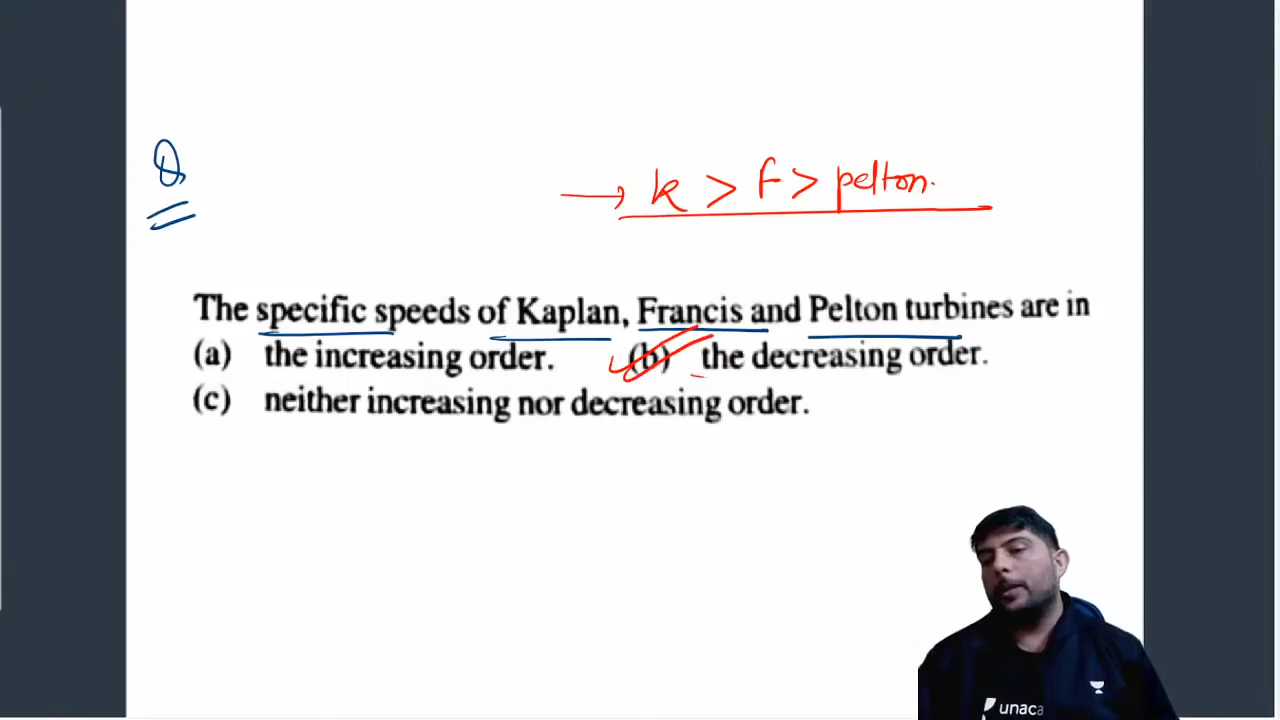 Q
→ K > F > pelton.
The specific speeds of Kaplan, Francis and Pelton turbines are in
(a) the increasing order. (b) the decreasing order.
(c) neither increasing nor decreasing order.
unaca